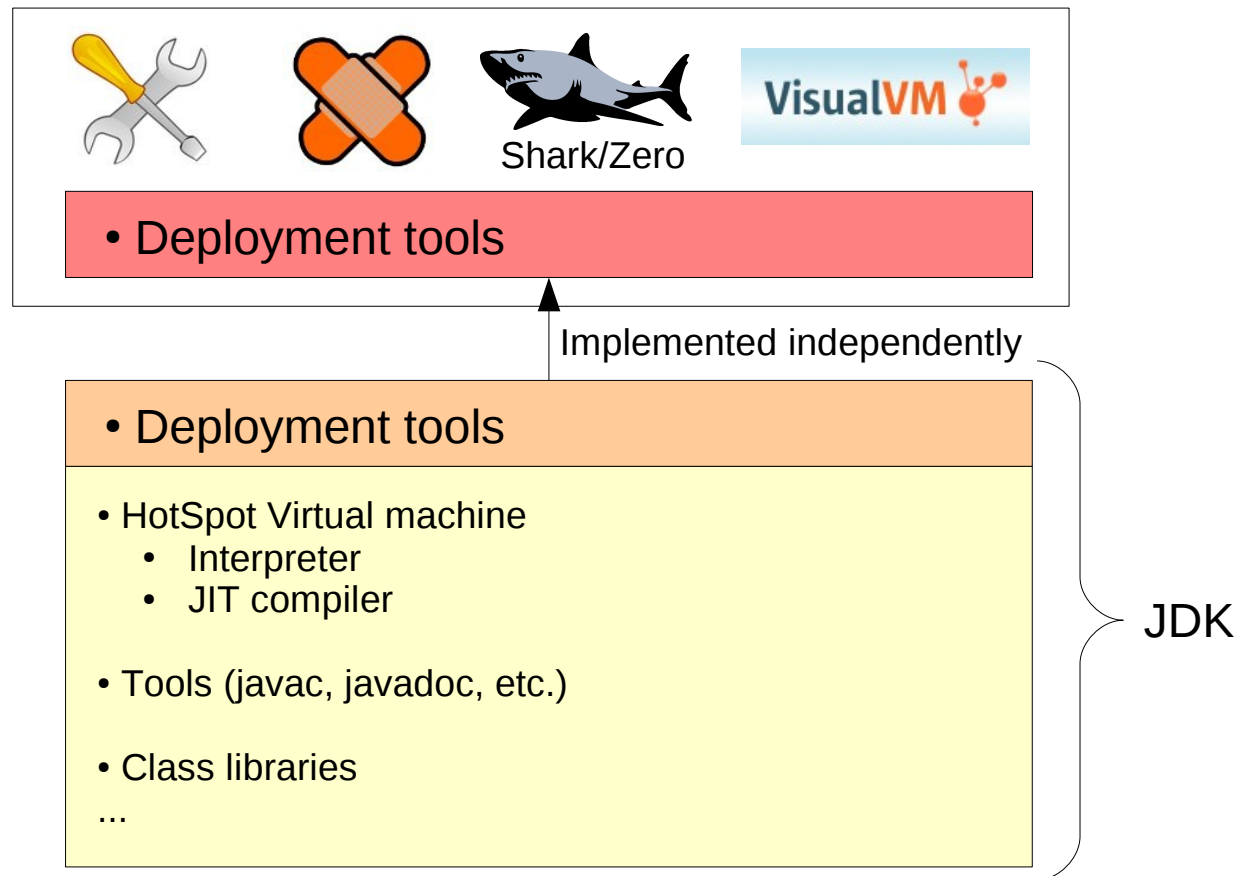 VisualVM
Shark/Zero
• Deployment tools
Implemented independently
• Deployment tools
• HotSpot Virtual machine
• Interpreter
• JIT compiler
JDK
• Tools (javac, javadoc, etc.)
• Class libraries
...